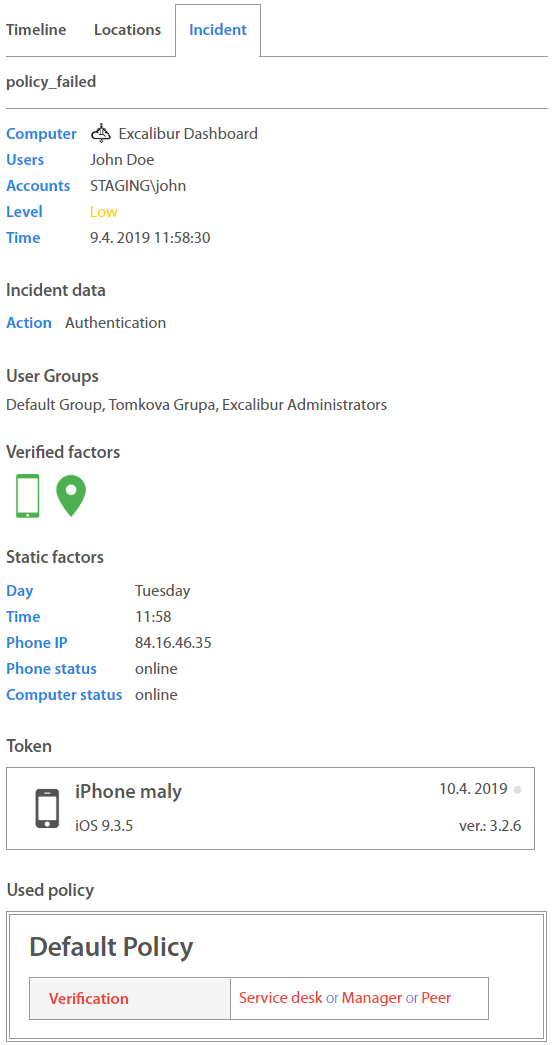 Timeline Locations Incident
policy_failed
Computer Excalibur Dashboard
Users John Doe
Accounts STAGING\john
Level Low
Time 9.4. 2019 11:58:30
Incident data
Action Authentication
User Groups
Default Group, Tomkova Grupa, Excalibur Administrators
Verified factors
Static factors
Day Tuesday
Time 11:58
Phone IP 84.16.46.35
Phone status online
Computer status online
Token
iPhone maly 10.4. 2019
iOS 9.3.5 ver.: 3.2.6
Used policy
Default Policy
Verification Service desk or Manager or Peer